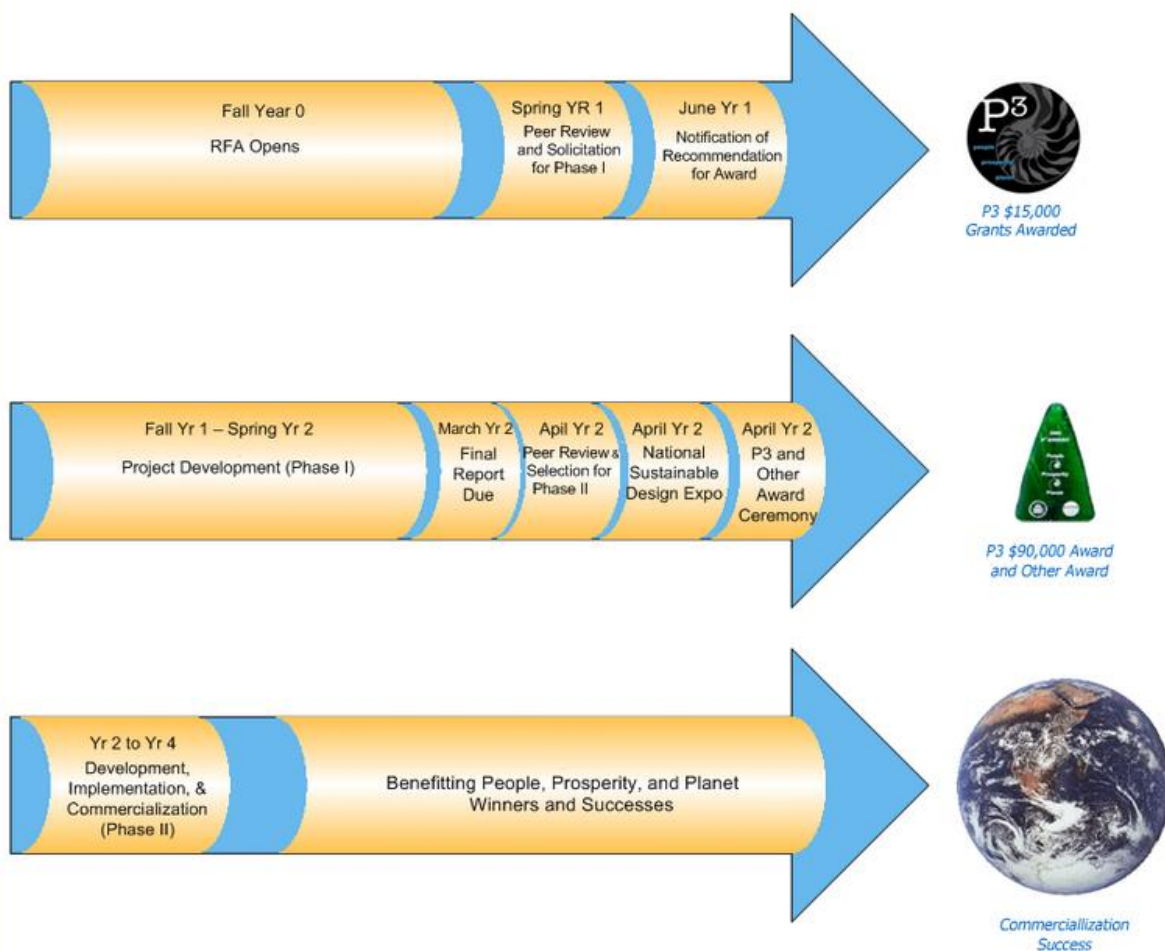 Fall Year 0
RFA Opens
Spring YR 1
Peer Review
and Solicitation
for Phase I
June Yr 1
Notification of
Recommendation
for Award
P3
people
prosperity
planet
P3 $15,000
Grants Awarded
Fall Yr 1 – Spring Yr 2
Project Development (Phase I)
March Yr 2
Final
Report
Due
Apil Yr 2
Peer Review &
Selection for
Phase II
April Yr 2
National
Sustainable
Design Expo
April Yr 2
P3 and
Other
Award
Ceremony
People
Prosperity
Planet
P3 $90,000 Award
and Other Award
Yr 2 to Yr 4
Development,
Implementation, &
Commercialization
(Phase II)
Benefitting People, Prosperity, and Planet
Winners and Successes
Commerciallization
Success